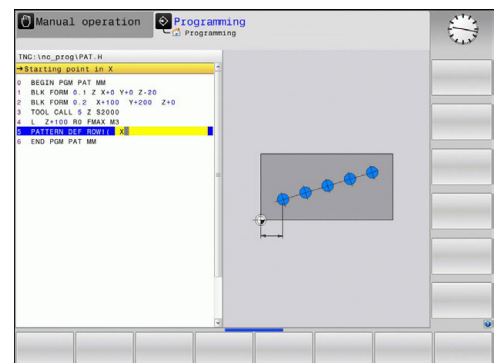 Manual operation
Programming
Programming
TNC:\nc_prog\PAT.H
→Starting point in X
0 BEGIN PGM PAT MM
1 BLK FORM 0.1 Z X+0 Y+0 Z-20
2 BLK FORM 0.2 X+100 Y+200 Z+0
3 TOOL CALL 5 Z S2000
4 L Z+100 R0 FMAX M3
5 PATTERN DEF ROW1( X
6 END PGM PAT MM